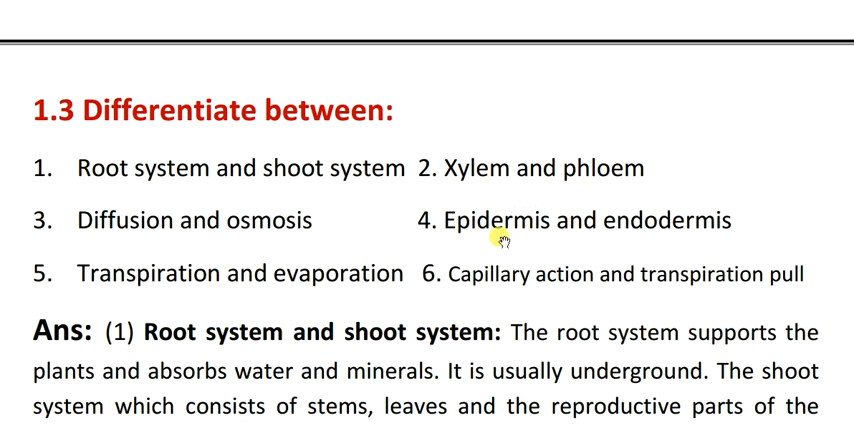 1.3 Differentiate between:
1. Root system and shoot system 2. Xylem and phloem
3. Diffusion and osmosis 4. Epidermis and endodermis
5. Transpiration and evaporation 6. Capillary action and transpiration pull
Ans: (1) Root system and shoot system: The root system supports the
plants and absorbs water and minerals. It is usually underground. The shoot
system which consists of stems, leaves and the reproductive parts of the